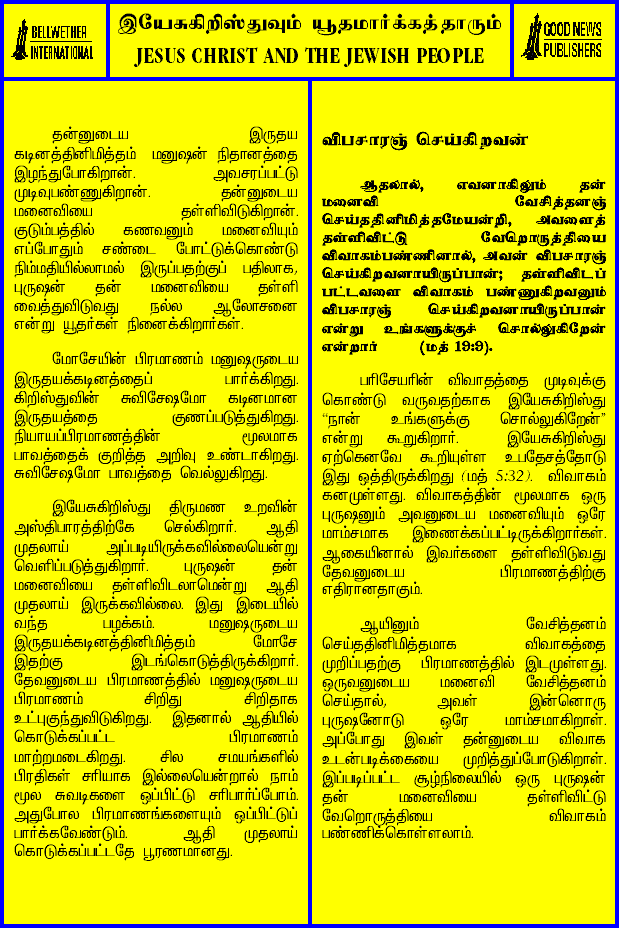 BELLWETHER
INTERNATIONAL
இயேசுகிறிஸ்துவும் யூதமார்க்கத்தாரும்
JESUS CHRIST AND THE JEWISH PEOPLE
GOOD NEWS
PUBLISHERS
தன்னுடைய இருதய
கடினத்தினிமித்தம் மனுஷன் நிதானத்தை
இழந்துபோகிறான். அவசரப்பட்டு
முடிவுபண்ணுகிறான். தன்னுடைய
மனைவியை தள்ளிவிடுகிறான்.
குடும்பத்தில் கணவனும் மனைவியும்
எப்போதும் சண்டை போட்டுக்கொண்டு
நிம்மதியில்லாமல் இருப்பதற்குப் பதிலாக,
புருஷன் தன் மனைவியை தள்ளி
வைத்துவிடுவது நல்ல ஆலோசனை
என்று யூதர்கள் நினைக்கிறார்கள்.
மோசேயின் பிரமாணம் மனுஷருடைய
இருதயக்கடினத்தைப் பார்க்கிறது.
கிறிஸ்துவின் சுவிசேஷமோ கடினமான
இருதயத்தை குணப்படுத்துகிறது.
நியாயப்பிரமாணத்தின் மூலமாக
பாவத்தைக் குறித்த அறிவு உண்டாகிறது.
சுவிசேஷமோ பாவத்தை வெல்லுகிறது.
இயேசுகிறிஸ்து திருமண உறவின்
அஸ்திபாரத்திற்கே செல்கிறார். ஆதி
முதலாய் அப்படியிருக்கவில்லையென்று
வெளிப்படுத்துகிறார். புருஷன் தன்
மனைவியை தள்ளிவிடலாமென்று ஆதி
முதலாய் இருக்கவில்லை. இது இடையில்
வந்த பழக்கம். மனுஷருடைய
இருதயக்கடினத்தினிமித்தம் மோசே
இதற்கு இடங்கொடுத்திருக்கிறார்.
தேவனுடைய பிரமாணத்தில் மனுஷருடைய
பிரமாணம் சிறிது சிறிதாக
உட்புகுந்துவிடுகிறது. இதனால் ஆதியில்
கொடுக்கப்பட்ட பிரமாணம்
மாற்றமடைகிறது. சில சமயங்களில்
பிரதிகள் சரியாக இல்லையென்றால் நாம்
மூல சுவடிகளை ஒப்பிட்டு சரிபார்ப்போம்.
அதுபோல பிரமாணங்களையும் ஒப்பிட்டுப்
பார்க்கவேண்டும். ஆதி முதலாய்
கொடுக்கப்பட்டதே பூரணமானது.
விபசாரஞ் செய்கிறவன்
ஆதலால், எவனாகிலும் தன்
மனைவி வேசித்தனஞ்
செய்ததினிமித்தமேயன்றி, அவளைத்
தள்ளிவிட்டு வேறொருத்தியை
விவாகம்பண்ணினால், அவன் விபசாரஞ்
செய்கிறவனாயிருப்பான்; தள்ளிவிடப்
பட்டவளை விவாகம் பண்ணுகிறவனும்
விபசாரஞ் செய்கிறவனாயிருப்பான்
என்று உங்களுக்குச் சொல்லுகிறேன்
என்றார் (மத் 19:9).
பரிசேயரின் விவாதத்தை முடிவுக்கு
கொண்டு வருவதற்காக இயேசுகிறிஸ்து
“நான் உங்களுக்கு சொல்லுகிறேன்”
என்று கூறுகிறார். இயேசுகிறிஸ்து
ஏற்கெனவே கூறியுள்ள உபதேசத்தோடு
இது ஒத்திருக்கிறது (மத் 5:32). விவாகம்
கனமுள்ளது. விவாகத்தின் மூலமாக ஒரு
புருஷனும் அவனுடைய மனைவியும் ஒரே
மாம்சமாக இணைக்கப்பட்டிருக்கிறார்கள்.
ஆகையினால் இவர்களை தள்ளிவிடுவது
தேவனுடைய பிரமாணத்திற்கு
எதிரானதாகும்.
ஆயினும் வேசித்தனம்
செய்ததினிமித்தமாக விவாகத்தை
முறிப்பதற்கு பிரமாணத்தில் இடமுள்ளது.
ஒருவனுடைய மனைவி வேசித்தனம்
செய்தால், அவள் இன்னொரு
புருஷனோடு ஒரே மாம்சமாகிறாள்.
அப்போது இவள் தன்னுடைய விவாக
உடன்படிக்கையை முறித்துப்போடுகிறாள்.
இப்படிப்பட்ட சூழ்நிலையில் ஒரு புருஷன்
தன் மனைவியை தள்ளிவிட்டு
வேறொருத்தியை விவாகம்
பண்ணிக்கொள்ளலாம்.